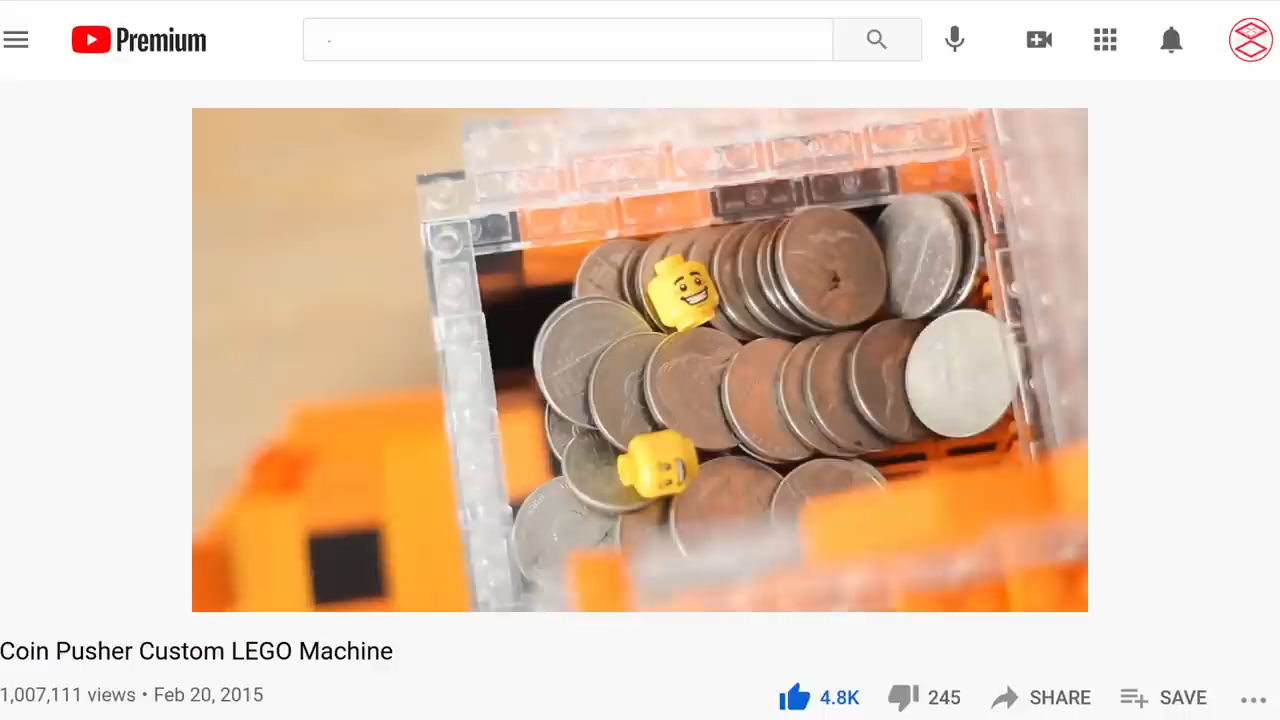 Premium
Coin Pusher Custom LEGO Machine
1,007,111 views • Feb 20, 2015
4.8K 245 SHARE SAVE